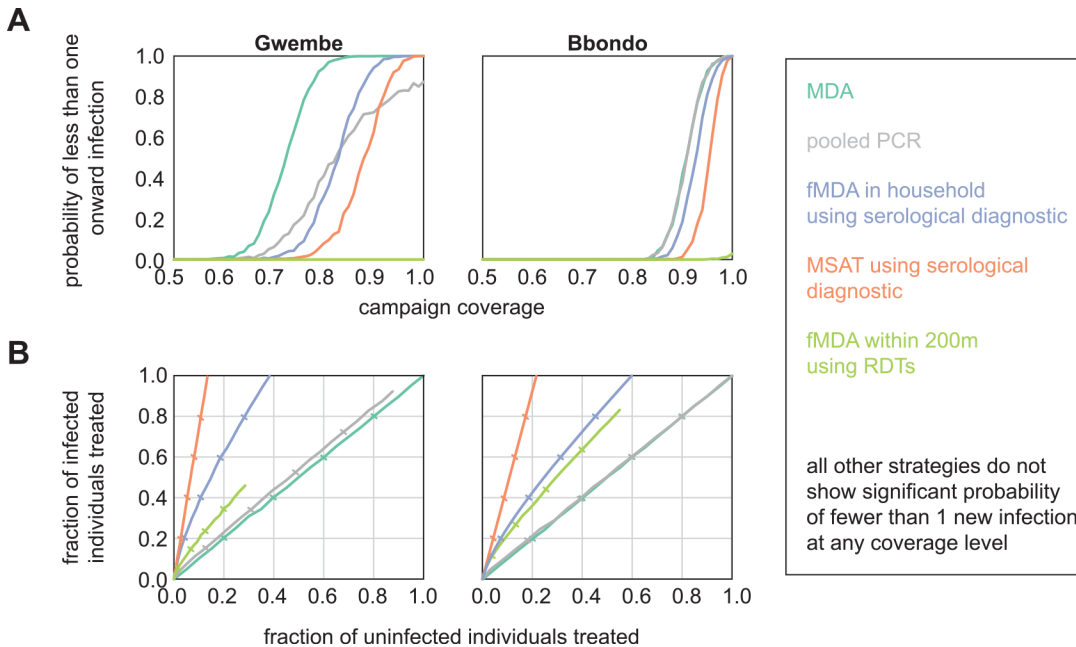 A
Gwembe
Bbondo
probability of less than one
onward infection
1.0
0.8
0.6
0.4
0.2
0.0
0.5 0.6 0.7 0.8 0.9 1.0
0.5 0.6 0.7 0.8 0.9 1.0
campaign coverage
B
fraction of infected
individuals treated
1.0
0.8
0.6
0.4
0.2
0.0
0.0 0.2 0.4 0.6 0.8 1.0
0.0 0.2 0.4 0.6 0.8 1.0
fraction of uninfected individuals treated
MDA
pooled PCR
fMDA in household
using serological diagnostic
MSAT using serological
diagnostic
fMDA within 200m
using RDTs
all other strategies do not
show significant probability
of fewer than 1 new infection
at any coverage level